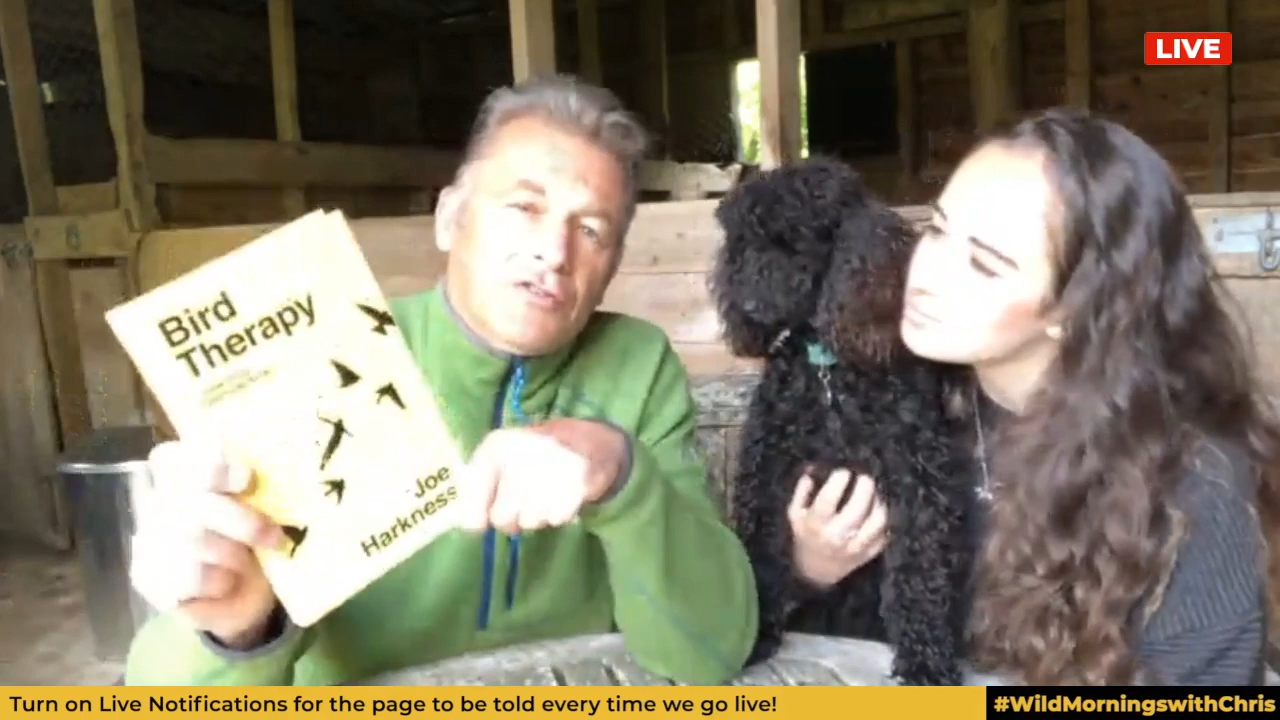 LIVE
Bird
Therapy
Joe
Harkness
Turn on Live Notifications for the page to be told every time we go live!
#WildMorningswithChris